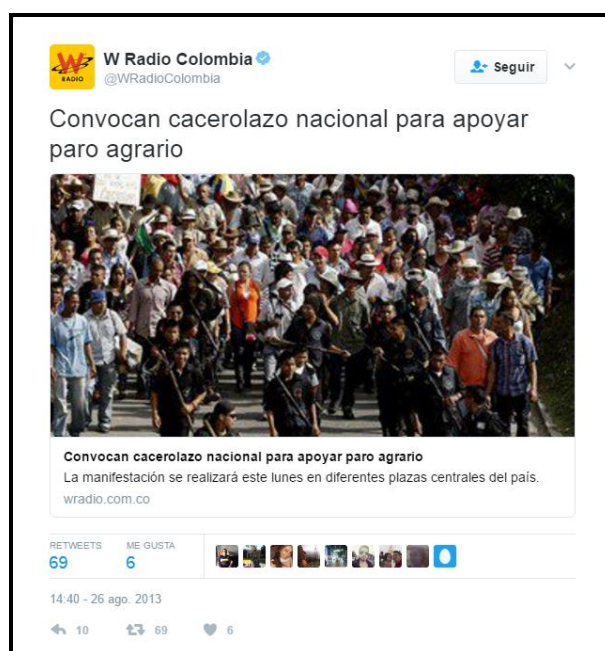 W
RADIO
W Radio Colombia
@WRadioColombia
Seguir
Convocan cacerolazo nacional para apoyar
paro agrario
Convocan cacerolazo nacional para apoyar paro agrario
La manifestación se realizará este lunes en diferentes plazas centrales del país.
wradio.com.co
RETWEETS
69
ME GUSTA
6
14:40 - 26 ago. 2013
10
69
6